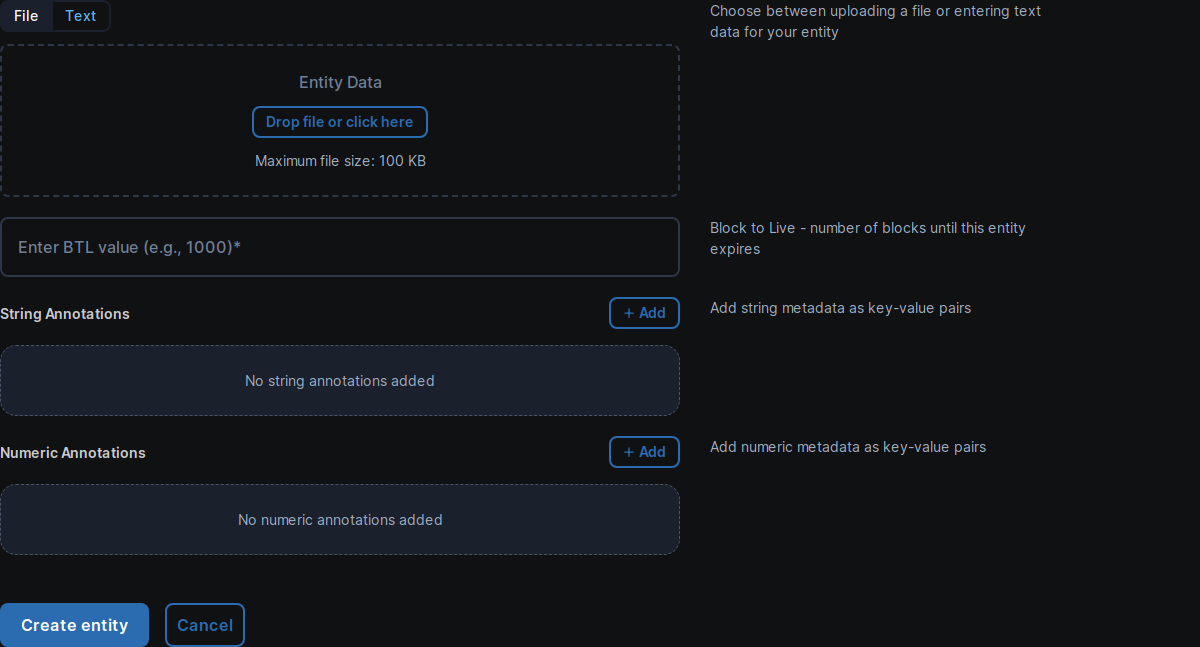 File Text
Choose between uploading a file or entering text
data for your entity
Entity Data
Drop file or click here
Maximum file size: 100 KB
Enter BTL value (e.g., 1000)*
Block to Live - number of blocks until this entity
expires
String Annotations
+ Add
Add string metadata as key-value pairs
No string annotations added
Numeric Annotations
+ Add
Add numeric metadata as key-value pairs
No numeric annotations added
Create entity
Cancel